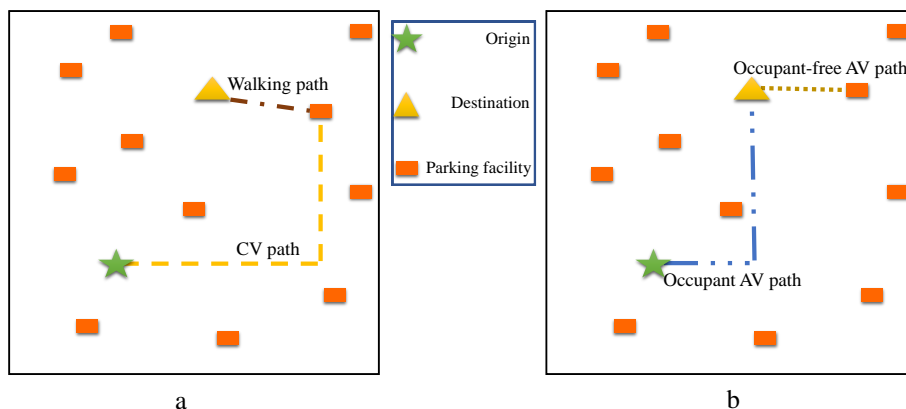 Walking path
CV path
a
Origin
Destination
Parking facility
Occupant-free AV path
Occupant AV path
b